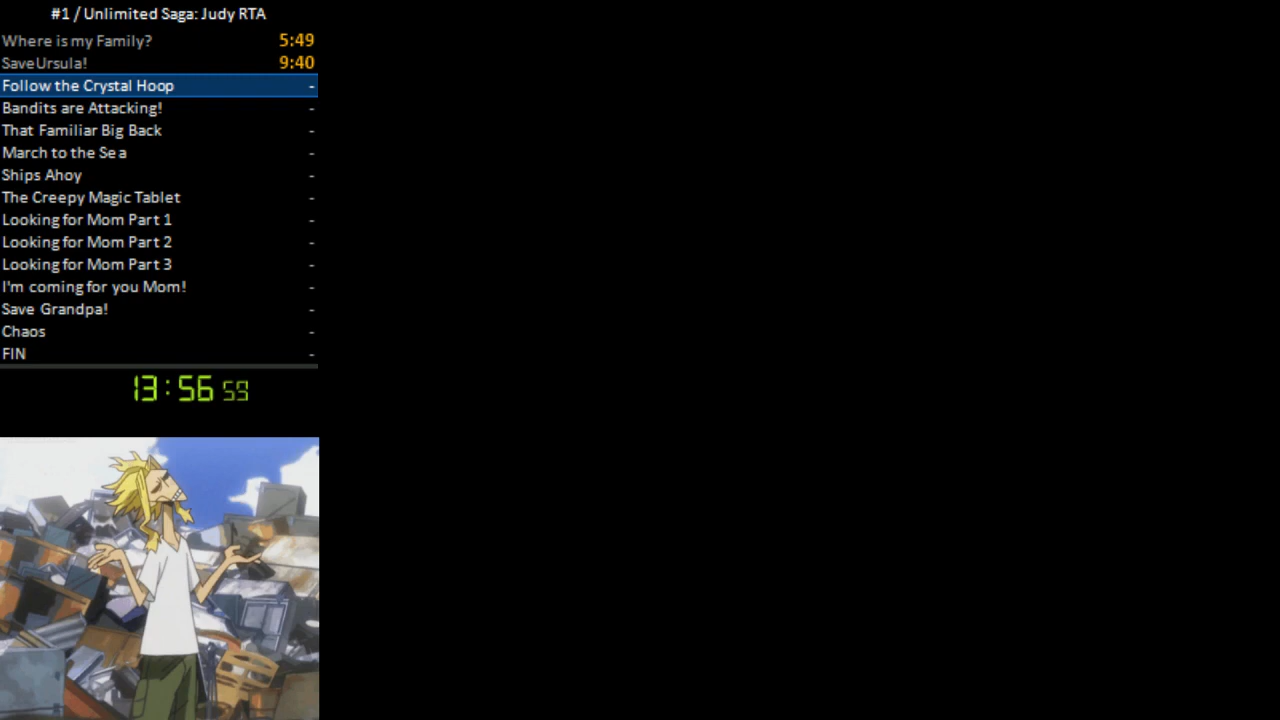 #1 / Unlimited Saga: Judy RTA
Where is my Family? 5:49
Save Ursula! 9:40
Follow the Crystal Hoop -
Bandits are Attacking! -
That Familiar Big Back -
March to the Sea -
Ships Ahoy -
The Creepy Magic Tablet -
Looking for Mom Part 1 -
Looking for Mom Part 2 -
Looking for Mom Part 3 -
I'm coming for you Mom! -
Save Grandpa! -
Chaos -
FIN -
13:56 59